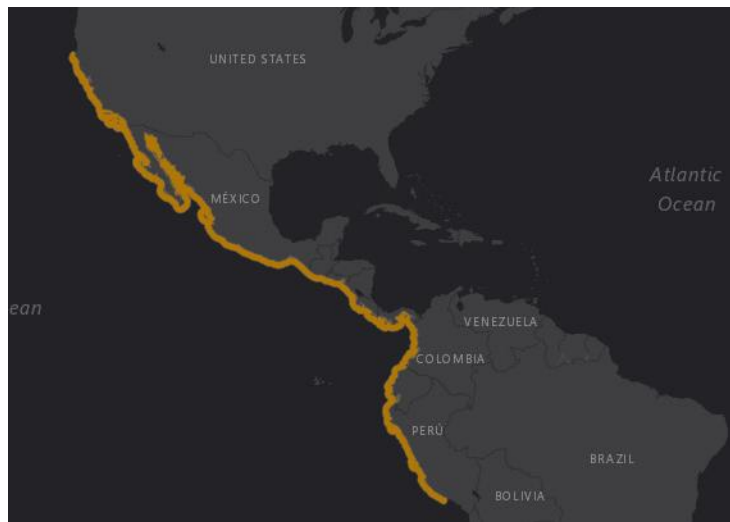 UNITED STATES
Atlantic
Ocean
MÉXICO
ean
VENEZUELA
COLOMBIA
PERÚ
BRAZIL
BOLIVIA